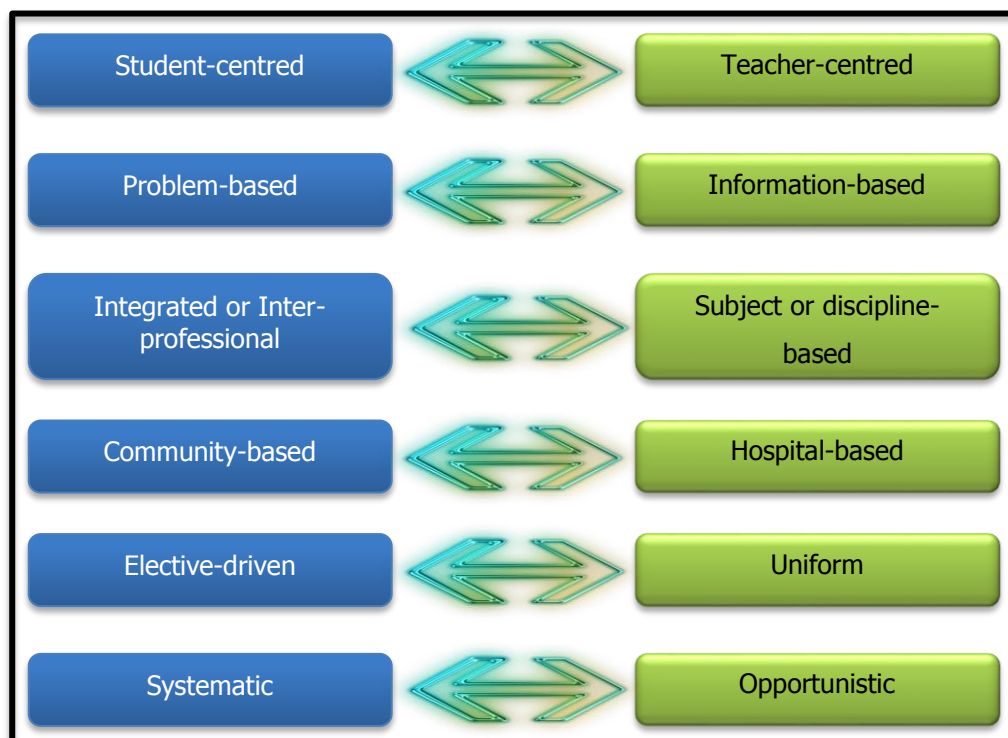 Student-centred
Teacher-centred
Problem-based
Information-based
Integrated or Inter-
professional
Subject or discipline-
based
Community-based
Hospital-based
Elective-driven
Uniform
Systematic
Opportunistic